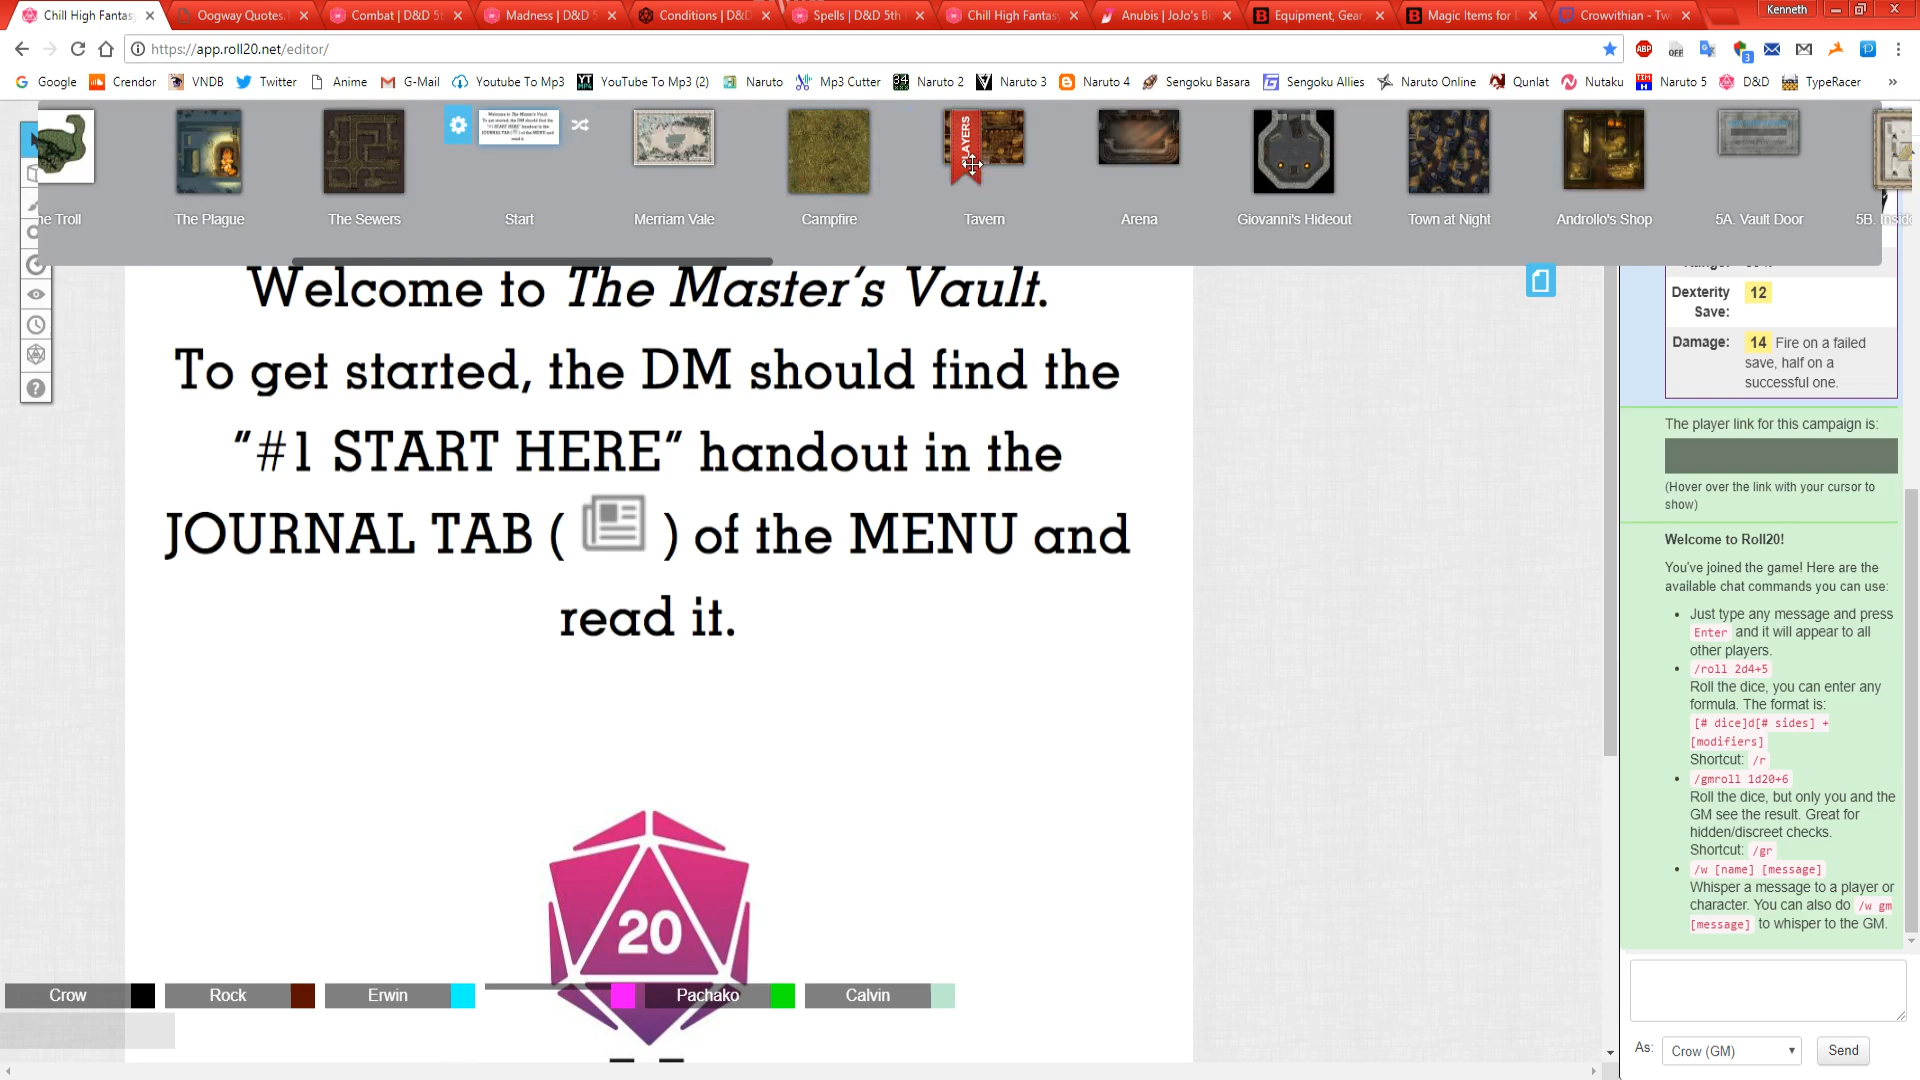 Chill High Fantas
Oogway Quotes.
Combat | D&D 5
Madness | D&D 5
Conditions | D&D
Spells | D&D 5th
Chill High Fantas
Anubis | JoJo's Bi
Equipment, Gear,
Magic Items for D
Crowvithian - Tw
Kenneth
https://app.roll20.net/editor/
ABP
OFF
3
Google
Crendor
VNDB
Twitter
Anime
G-Mail
Youtube To Mp3
YouTube To Mp3 (2)
Naruto
Mp3 Cutter
Naruto 2
Naruto 3
Naruto 4
Sengoku Basara
Sengoku Allies
Naruto Online
Qunlat
Nutaku
Naruto 5
D&D
TypeRacer
»
PLAYERS
he Troll
The Plague
The Sewers
Start
Merriam Vale
Campfire
Tavern
Arena
Giovanni's Hideout
Town at Night
Androllo's Shop
5A. Vault Door
5B. Inside
Welcome to The Master's Vault.
To get started, the DM should find the
"#1 START HERE" handout in the
JOURNAL TAB ( ) of the MENU and
read it.
20
Crow
Rock
Erwin
Pachako
Calvin
Dexterity
Save:
12
Damage:
14 Fire on a failed
save, half on a
successful one.
The player link for this campaign is:
(Hover over the link with your cursor to
show)
Welcome to Roll20!
You've joined the game! Here are the
available chat commands you can use:
• Just type any message and press
Enter and it will appear to all
other players.
• /roll 2d4+5
Roll the dice, you can enter any
formula. The format is:
[# dice]d[# sides] +
[modifiers]
Shortcut: /r
• /gmroll 1d20+6
Roll the dice, but only you and the
GM see the result. Great for
hidden/discreet checks.
Shortcut: /gr
• /w [name] [message]
Whisper a message to a player or
character. You can also do /w gm
[message] to whisper to the GM.
As:
Crow (GM)
Send